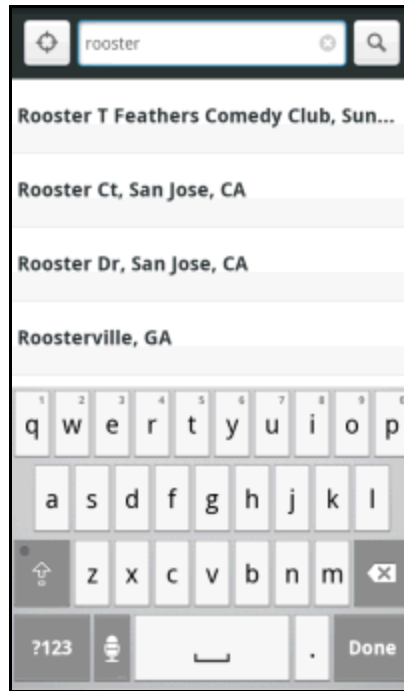 rooster
Rooster T Feathers Comedy Club, Sun...
Rooster Ct, San Jose, CA
Rooster Dr, San Jose, CA
Roosterville, GA
1 2 3 4 5 6 7 8 9 0
q w e r t y u i o p
a s d f g h j k l
z x c v b n m
?123 . Done